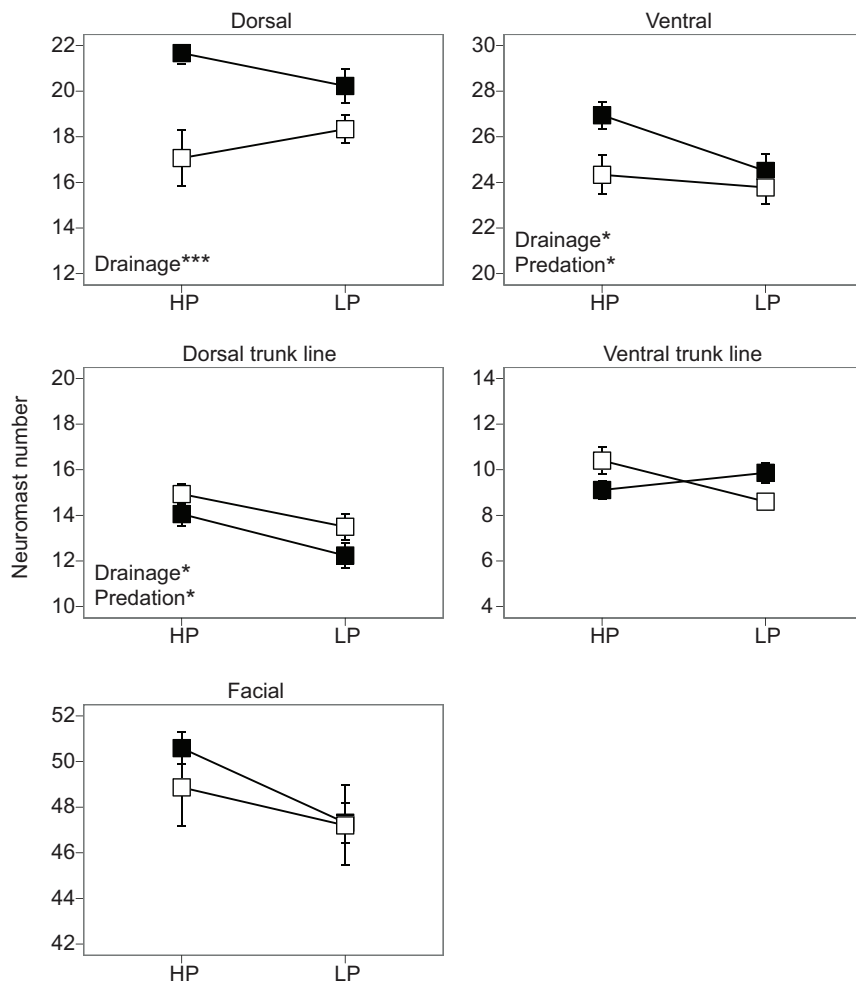 Dorsal
22
20
18
16
14
12
Drainage***
HP LP
Ventral
30
28
26
24
22
20
Drainage*
Predation*
HP LP
Neuromast number
Dorsal trunk line
20
18
16
14
12
10
Drainage*
Predation*
HP LP
Ventral trunk line
14
12
10
8
6
4
HP LP
Facial
52
50
48
46
44
42
HP LP